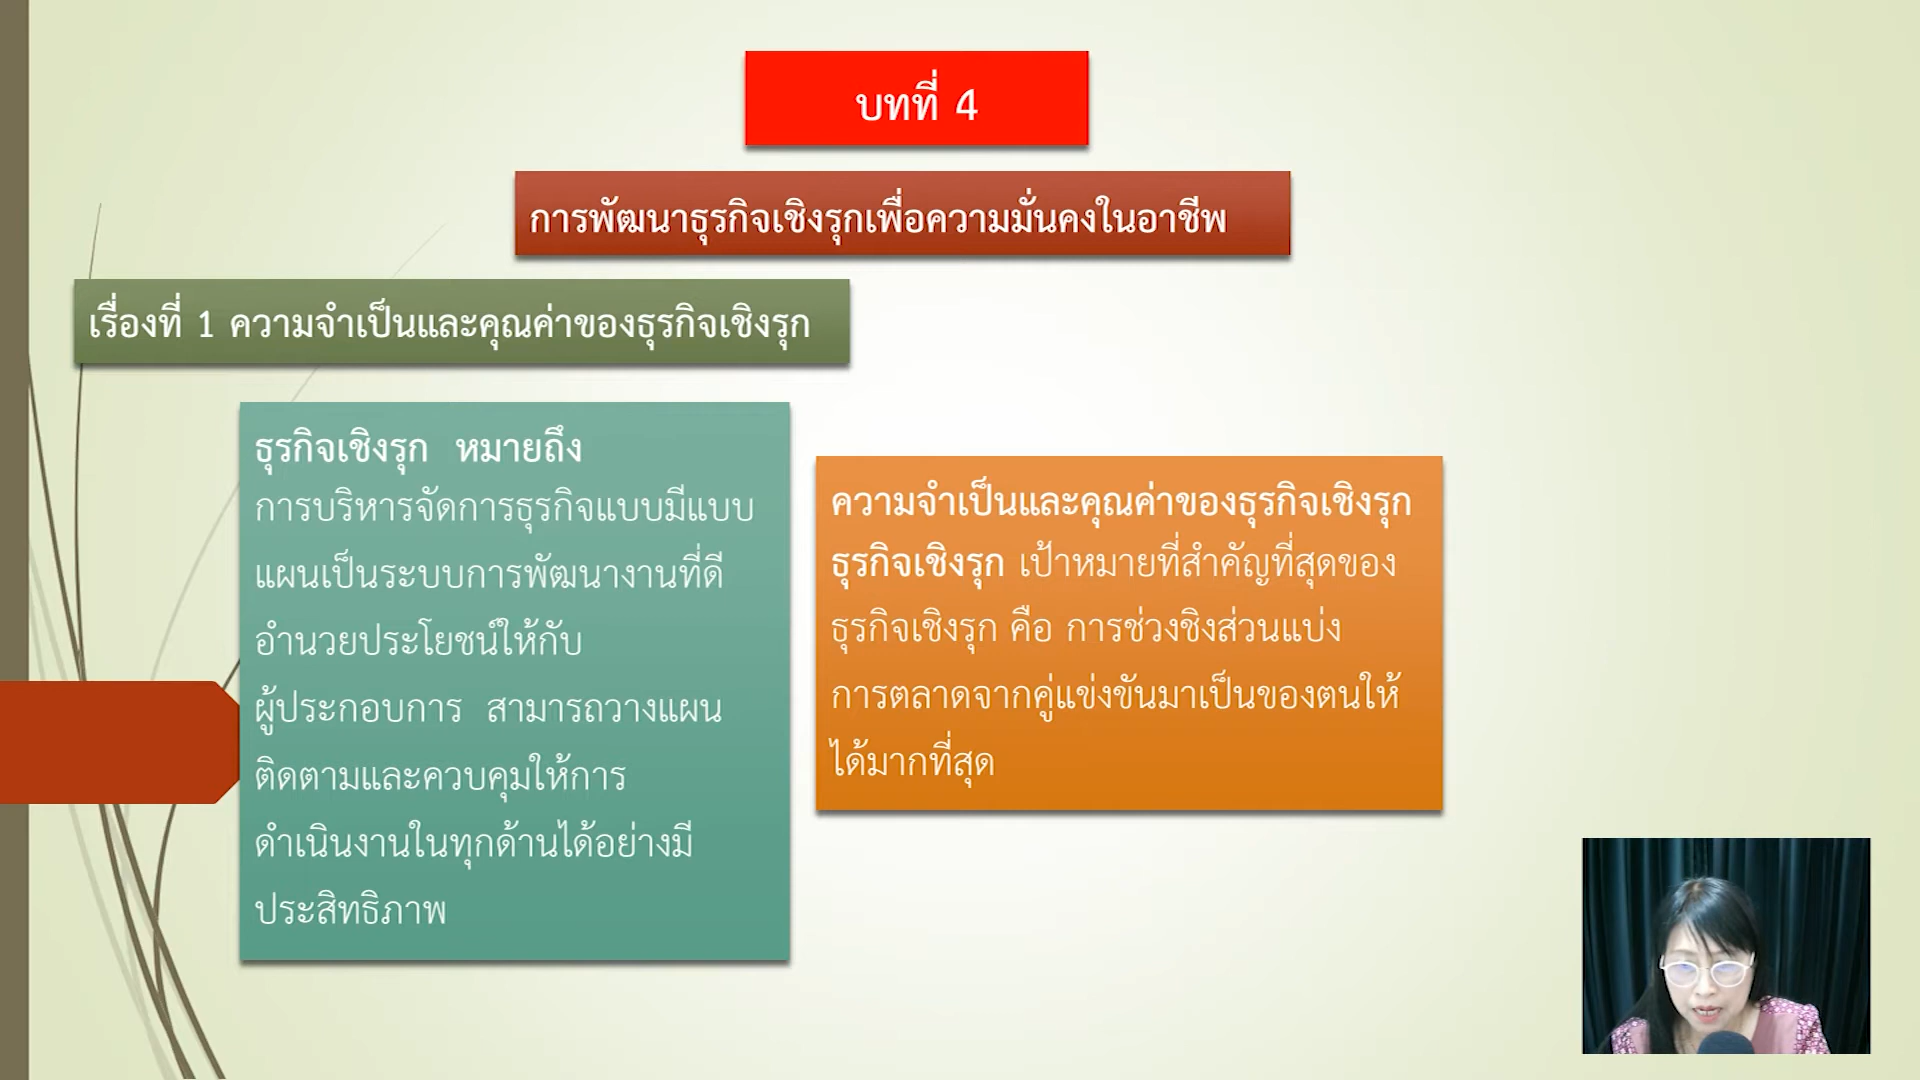 บทที่ 4
การพัฒนาธุรกิจเชิงรุกเพื่อความมั่นคงในอาชีพ
เรื่องที่ 1 ความจำเป็นและคุณค่าของธุรกิจเชิงรุก
ธุรกิจเชิงรุก หมายถึง
การบริหารจัดการธุรกิจแบบมีแบบ
แผนเป็นระบบการพัฒนางานที่ดี
อำนวยประโยชน์ให้กับ
ผู้ประกอบการ สามารถวางแผน
ติดตามและควบคุมให้การ
ดำเนินงานในทุกด้านได้อย่างมี
ประสิทธิภาพ
ความจำเป็นและคุณค่าของธุรกิจเชิงรุก
ธุรกิจเชิงรุก เป้าหมายที่สำคัญที่สุดของ
ธุรกิจเชิงรุก คือ การช่วงชิงส่วนแบ่ง
การตลาดจากคู่แข่งขันมาเป็นของตนให้
ได้มากที่สุด